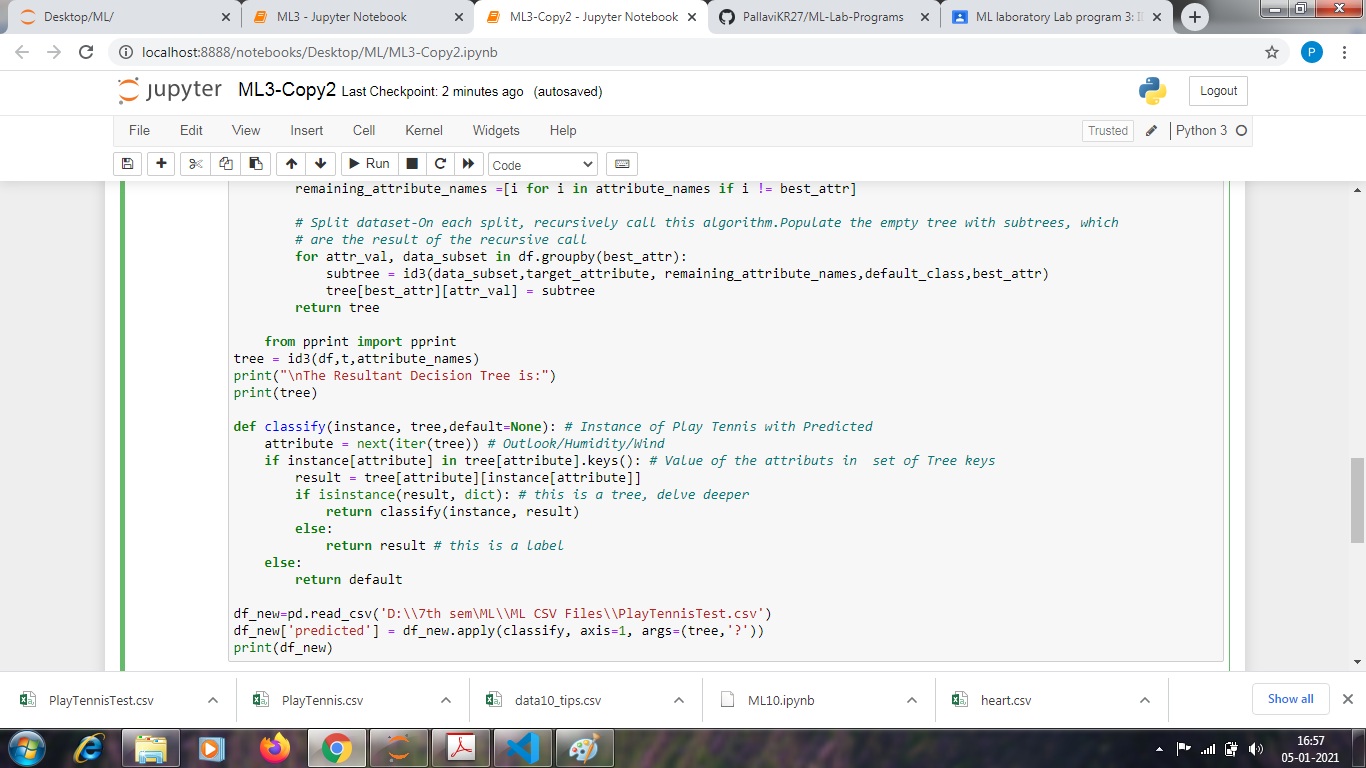 Desktop/ML/
ML3 - Jupyter Notebook
ML3-Copy2 - Jupyter Notebook
PallaviKR27/ML-Lab-Programs
ML laboratory Lab program 3:
localhost:8888/notebooks/Desktop/ML/ML3-Copy2.ipynb
P
jupyter ML3-Copy2 Last Checkpoint: 2 minutes ago (autosaved)
Logout
File Edit View Insert Cell Kernel Widgets Help
Trusted
Python 3
Run
Code
remaining_attribute_names =[i for i in attribute_names if i != best_attr]
# Split dataset-On each split, recursively call this algorithm.Populate the empty tree with subtrees, which
# are the result of the recursive call
for attr_val, data_subset in df.groupby(best_attr):
subtree = id3(data_subset,target_attribute, remaining_attribute_names,default_class,best_attr)
tree[best_attr][attr_val] = subtree
return tree
from pprint import pprint
tree = id3(df,t,attribute_names)
print("\nThe Resultant Decision Tree is:")
print(tree)
def classify(instance, tree,default=None): # Instance of Play Tennis with Predicted
attribute = next(iter(tree)) # Outlook/Humidity/Wind
if instance[attribute] in tree[attribute].keys(): # Value of the attributs in  set of Tree keys
result = tree[attribute][instance[attribute]]
if isinstance(result, dict): # this is a tree, delve deeper
return classify(instance, result)
else:
return result # this is a label
else:
return default
df_new=pd.read_csv('D:\\7th sem\ML\\ML CSV Files\\PlayTennisTest.csv')
df_new['predicted'] = df_new.apply(classify, axis=1, args=(tree,'?'))
print(df_new)
PlayTennisTest.csv
PlayTennis.csv
data10_tips.csv
ML10.ipynb
heart.csv
Show all
16:57
05-01-2021